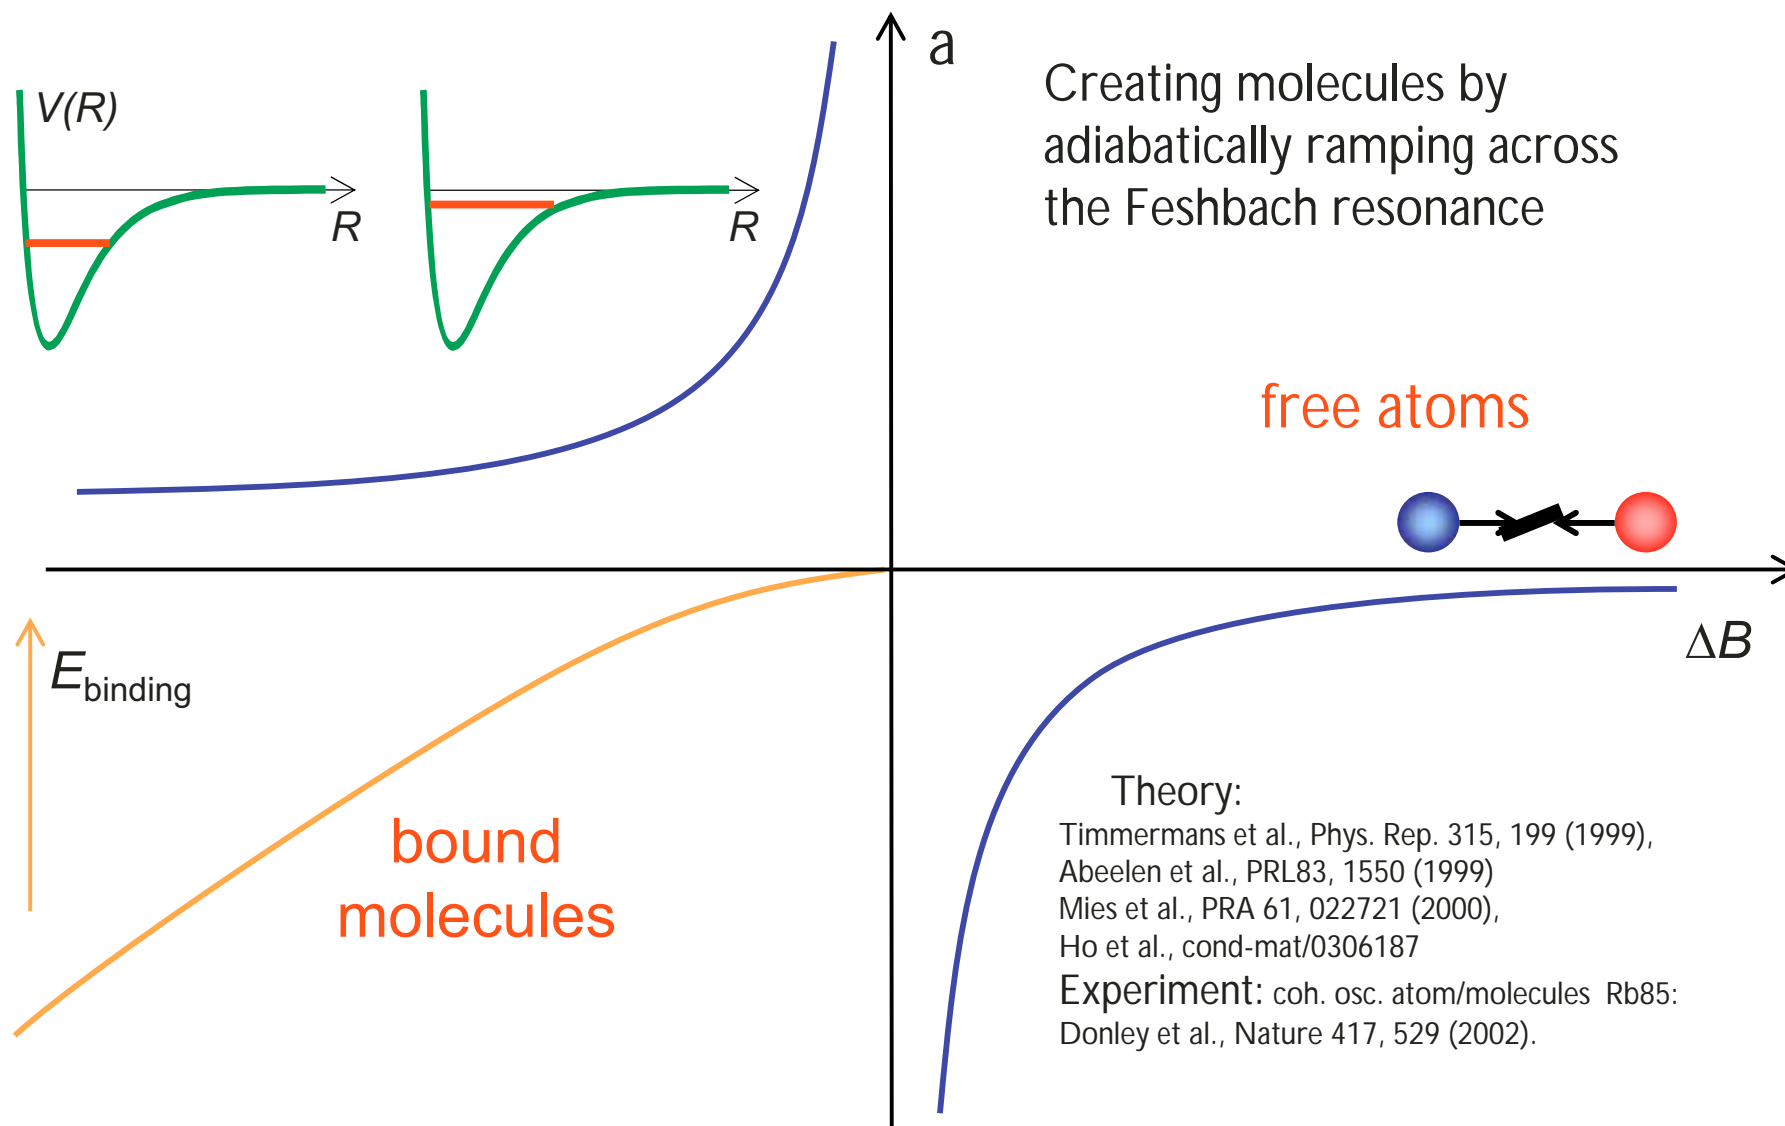 a
Creating molecules by
adiabatically ramping across
the Feshbach resonance
V(R)
R
R
free atoms
ΔB
E binding
bound
molecules
Theory:
Timmermans et al., Phys. Rep. 315, 199 (1999),
Abeelen et al., PRL83, 1550 (1999)
Mies et al., PRA 61, 022721 (2000),
Ho et al., cond-mat/0306187
Experiment: coh. osc. atom/molecules Rb85:
Donley et al., Nature 417, 529 (2002).